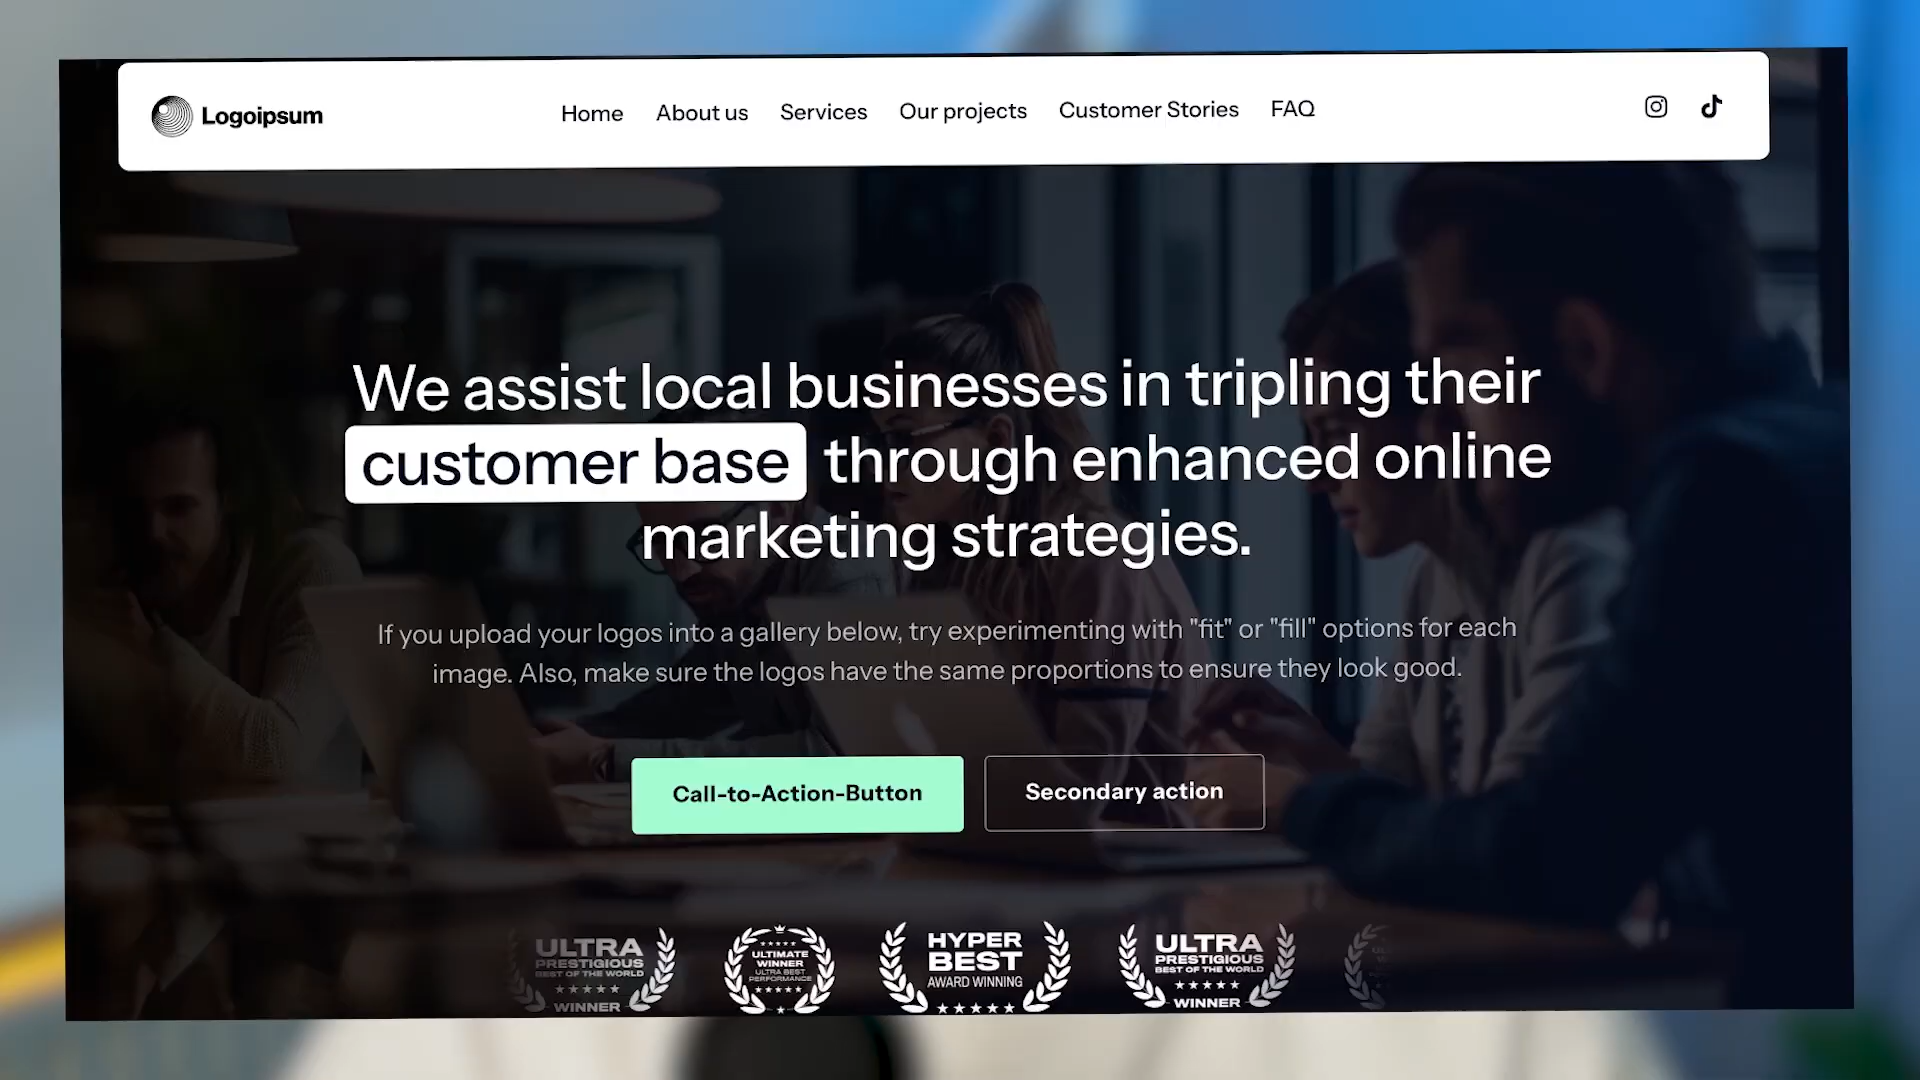 Logoipsum
Home About us Services Our projects Customer Stories FAQ
We assist local businesses in tripling their
customer base through enhanced online
marketing strategies.
If you upload your logos into a gallery below, try experimenting with "fit" or "fill" options for each
image. Also, make sure the logos have the same proportions to ensure they look good.
Call-to-Action-Button
Secondary action
ULTRA
PRESTIGIOUS
BEST OF THE WORLD
WINNER
ULTIMATE
WINNER
ULTRA BEST
PERFORMANCE
HYPER
BEST
AWARD WINNING
ULTRA
PRESTIGIOUS
BEST OF THE WORLD
WINNER